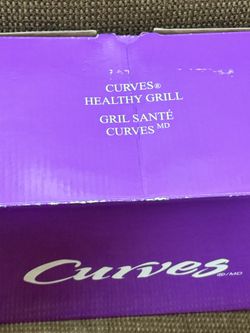 CURVES®
HEALTHY GRILL
GRIL SANTÉ
CURVES MD
Curves
®/MD